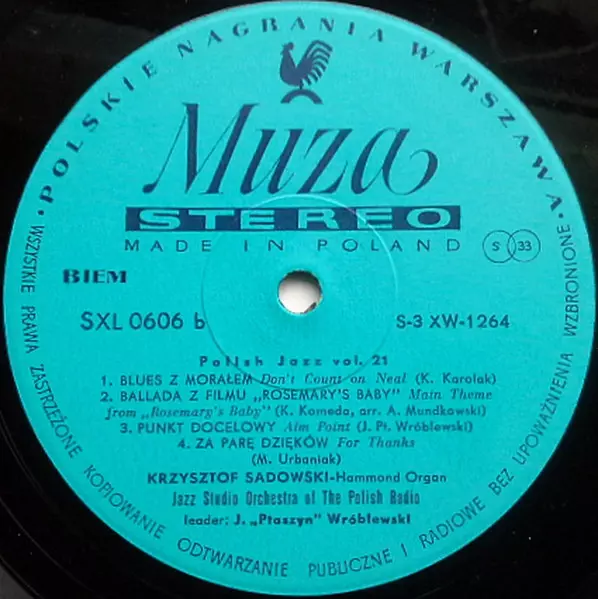 • POLSKIE NAGRANIA WARSZAWA •
Muza
STEREO
MADE IN POLAND
S 33
BIEM
SXL 0606 b
S-3 XW-1264
Polish Jazz vol. 21
1. BLUES Z MORAŁEM Don't Count on Neal (K. Karolak)
2. BALLADA Z FILMU „ROSEMARY'S BABY" Main Theme
from „Rosemary's Baby" (K. Komeda, arr. A. Mundkowski)
3. PUNKT DOCELOWY Aim Point (J. Pt. Wróblewski)
4. ZA PARĘ DZIĘKÓW For Thanks
(M. Urbaniak)
KRZYSZTOF SADOWSKI-Hammond Organ
Jazz Studio Orchestra of The Polish Radio
leader: J. „Ptaszyn" Wróblewski
WSZYSTKIE PRAWA ZASTRZEŻONE KOPIOWANIE ODTWARZANIE PUBLICZNE I RADIOWE BEZ UPOWAŻNIENIA WZBRONIONE